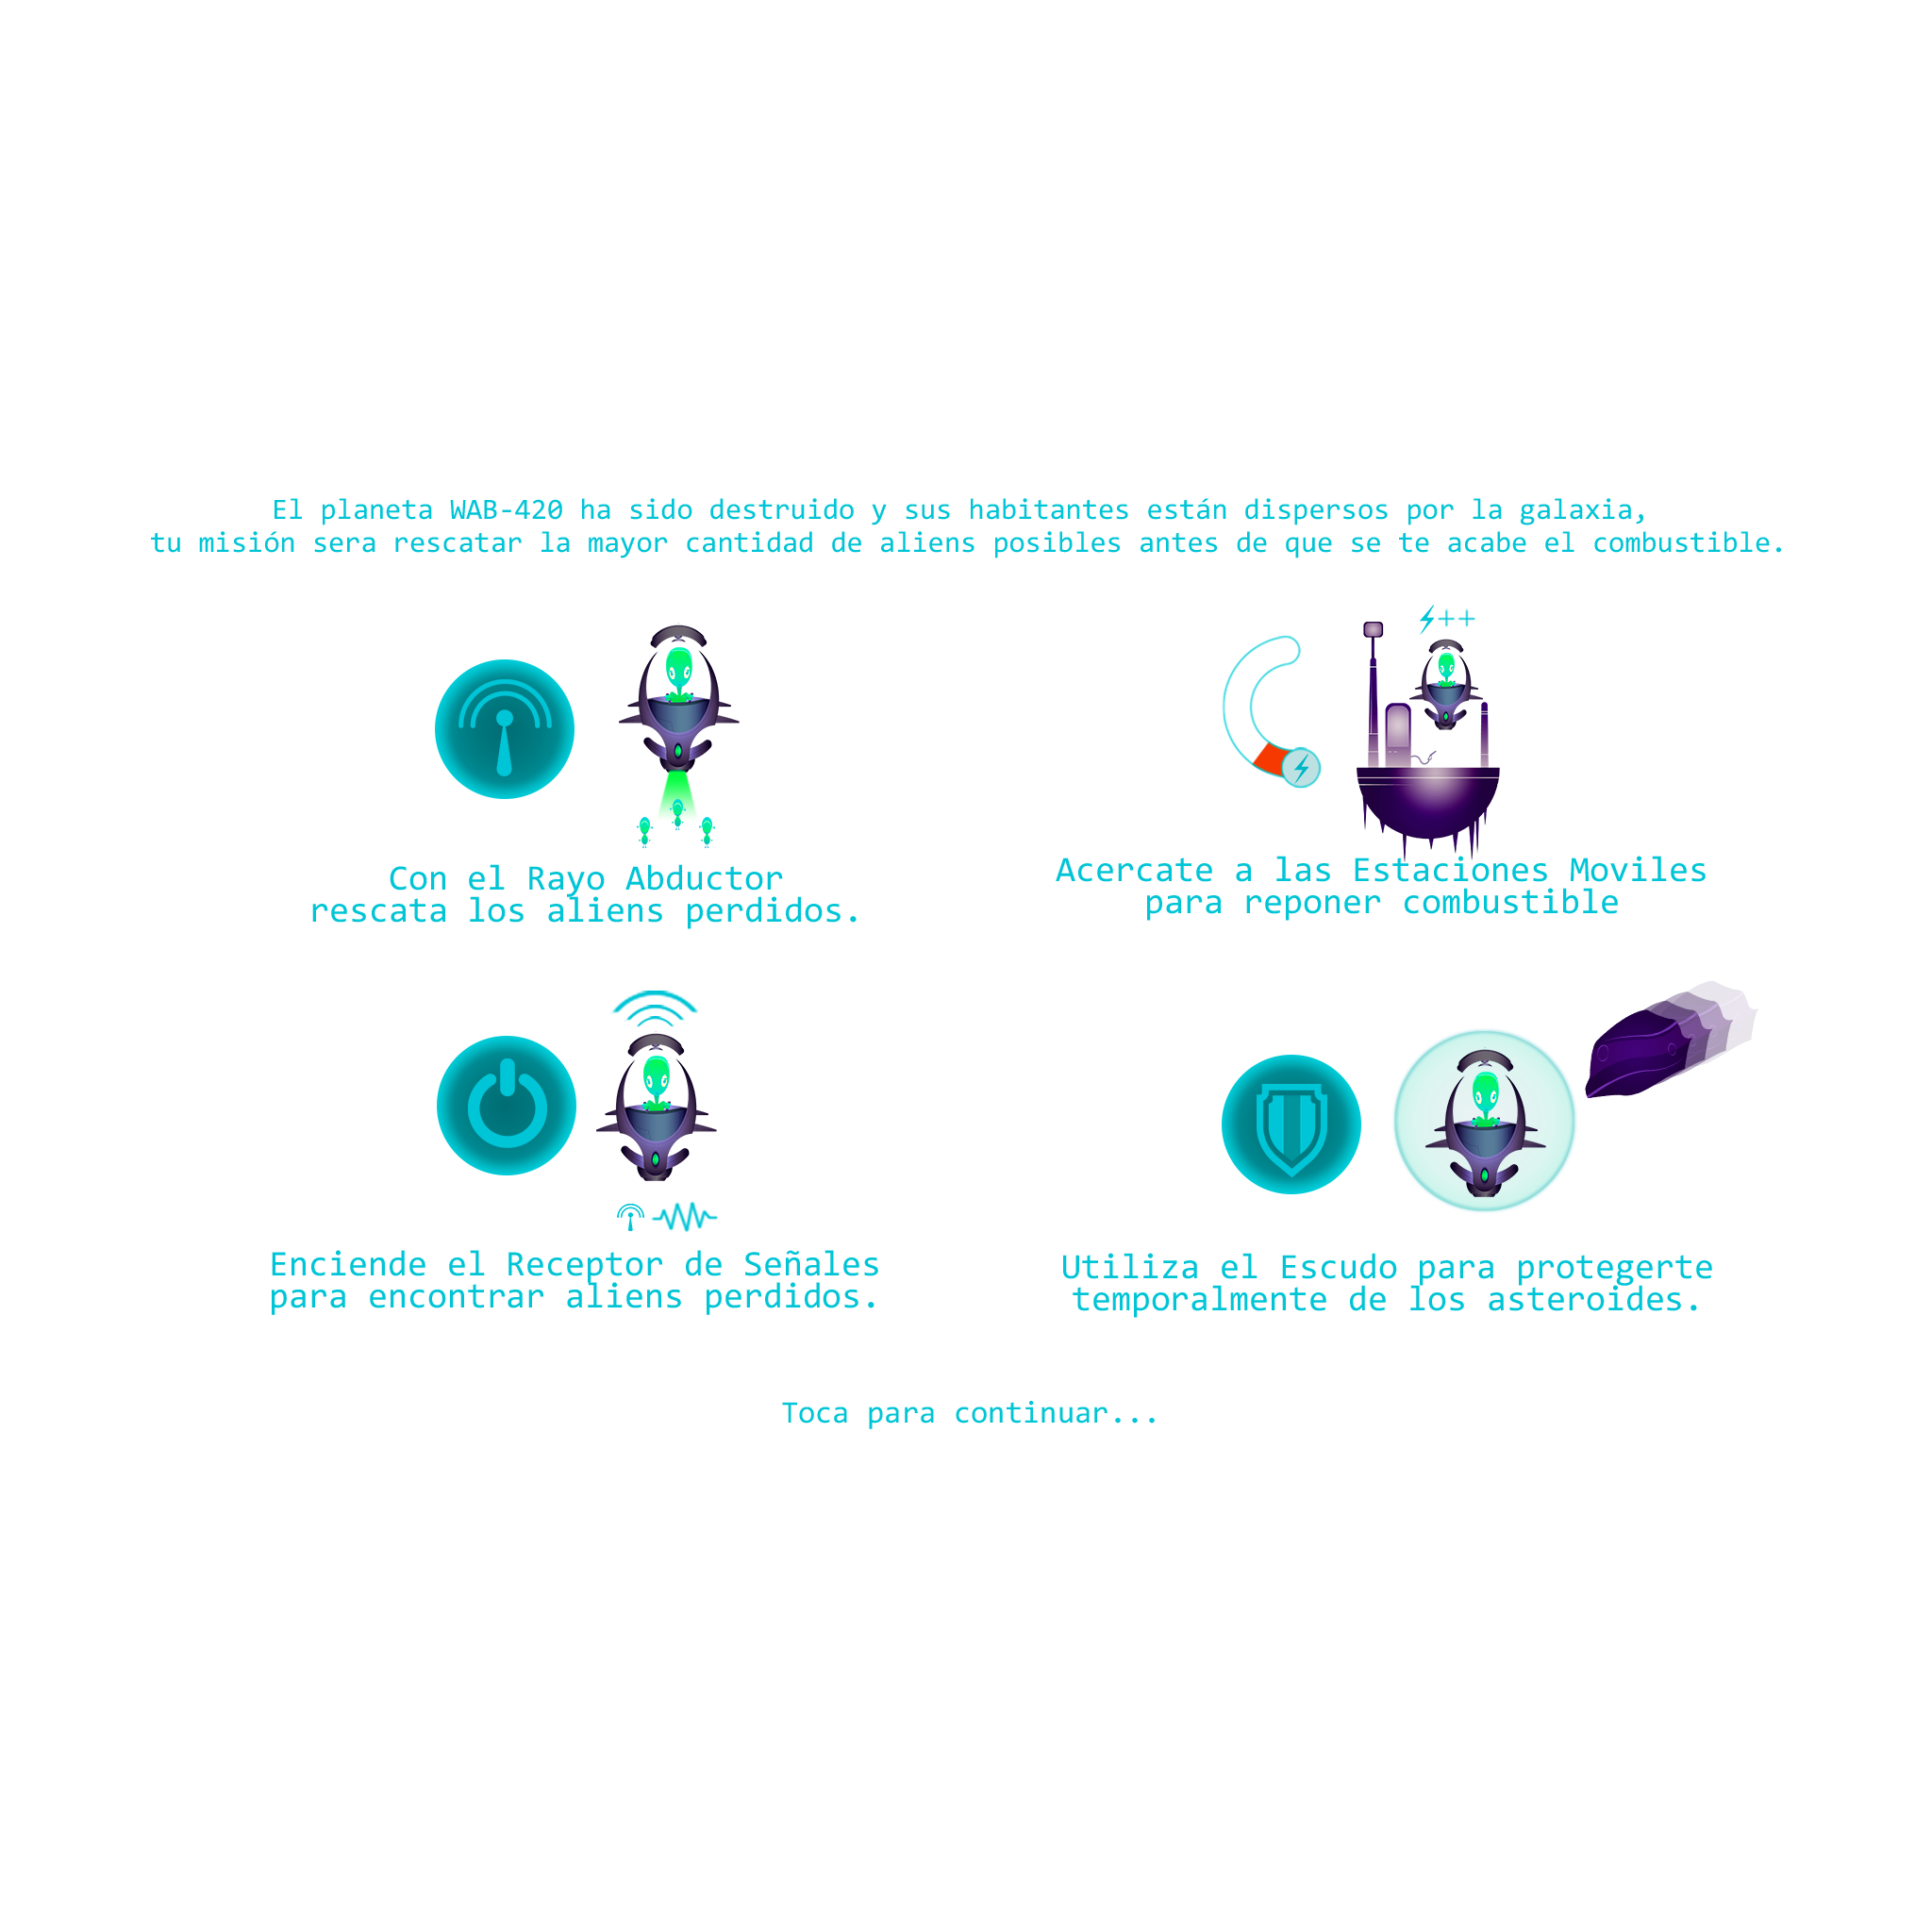 El planeta WAB-420 ha sido destruido y sus habitantes están dispersos por la galaxia,
tu misión sera rescatar la mayor cantidad de aliens posibles antes de que se te acabe el combustible.
++
Con el Rayo Abductor
rescata los aliens perdidos.
Acercate a las Estaciones Moviles
para reponer combustible
Enciende el Receptor de Señales
para encontrar aliens perdidos.
Utiliza el Escudo para protegerte
temporalmente de los asteroides.
Toca para continuar...